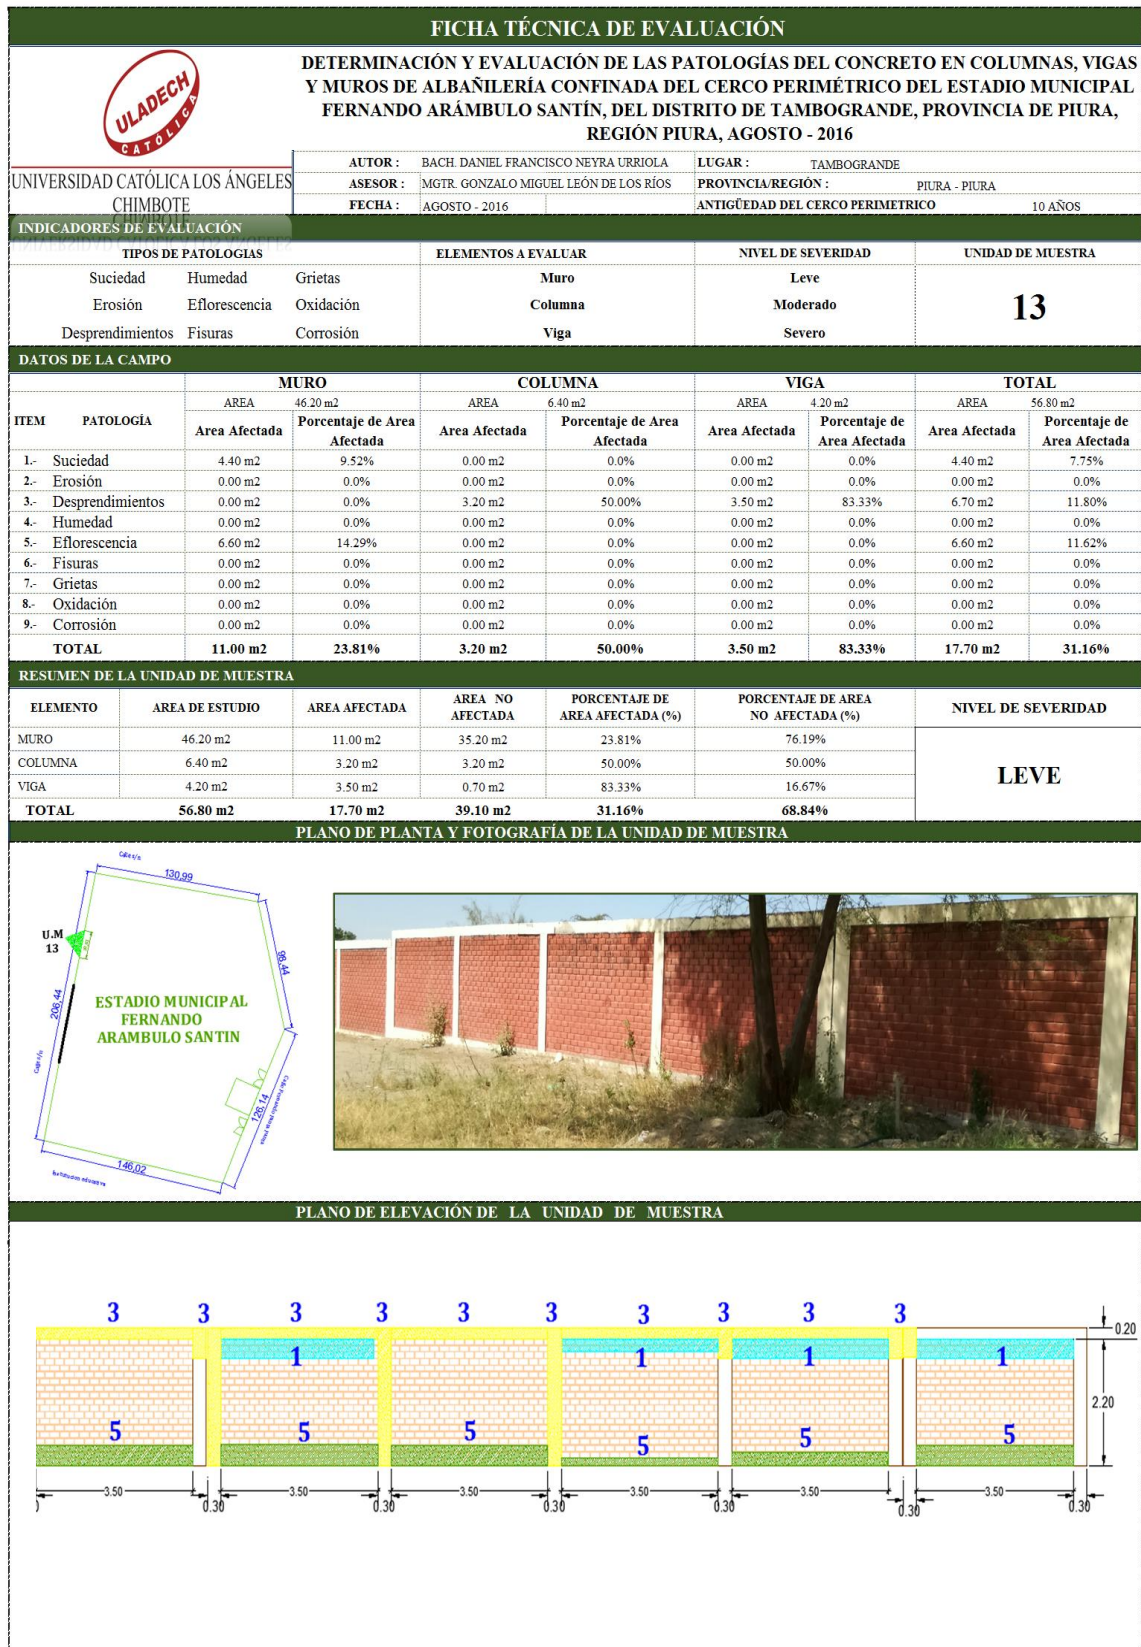 FICHA TÉCNICA DE EVALUACIÓN
ULADECH
CATÓLICA
UNIVERSIDAD CATÓLICA LOS ÁNGELES
CHIMBOTE
DETERMINACIÓN Y EVALUACIÓN DE LAS PATOLOGÍAS DEL CONCRETO EN COLUMNAS, VIGAS
Y MUROS DE ALBAÑILERÍA CONFINADA DEL CERCO PERIMÉTRICO DEL ESTADIO MUNICIPAL
FERNANDO ARÁMBULO SANTÍN, DEL DISTRITO DE TAMBOGRANDE, PROVINCIA DE PIURA,
REGIÓN PIURA, AGOSTO - 2016
AUTOR : BACH. DANIEL FRANCISCO NEYRA URRIOLA LUGAR : TAMBOGRANDE
ASESOR : MGTR. GONZALO MIGUEL LEÓN DE LOS RÍOS PROVINCIA/REGIÓN : PIURA - PIURA
FECHA : AGOSTO - 2016 ANTIGÜEDAD DEL CERCO PERIMETRICO 10 AÑOS
INDICADORES DE EVALUACIÓN
TIPOS DE PATOLOGIAS ELEMENTOS A EVALUAR NIVEL DE SEVERIDAD UNIDAD DE MUESTRA
Suciedad Humedad Grietas Muro Leve
Erosión Eflorescencia Oxidación Columna Moderado 13
Desprendimientos Fisuras Corrosión Viga Severo
DATOS DE LA CAMPO
MURO COLUMNA VIGA TOTAL
AREA 46.20 m2 AREA 6.40 m2 AREA 4.20 m2 AREA 56.80 m2
ITEM PATOLOGÍA Area Afectada Porcentaje de Area Afectada Area Afectada Porcentaje de Area Afectada Area Afectada Porcentaje de Area Afectada Area Afectada Porcentaje de Area Afectada
1.- Suciedad 4.40 m2 9.52% 0.00 m2 0.0% 0.00 m2 0.0% 4.40 m2 7.75%
2.- Erosión 0.00 m2 0.0% 0.00 m2 0.0% 0.00 m2 0.0% 0.00 m2 0.0%
3.- Desprendimientos 0.00 m2 0.0% 3.20 m2 50.00% 3.50 m2 83.33% 6.70 m2 11.80%
4.- Humedad 0.00 m2 0.0% 0.00 m2 0.0% 0.00 m2 0.0% 0.00 m2 0.0%
5.- Eflorescencia 6.60 m2 14.29% 0.00 m2 0.0% 0.00 m2 0.0% 6.60 m2 11.62%
6.- Fisuras 0.00 m2 0.0% 0.00 m2 0.0% 0.00 m2 0.0% 0.00 m2 0.0%
7.- Grietas 0.00 m2 0.0% 0.00 m2 0.0% 0.00 m2 0.0% 0.00 m2 0.0%
8.- Oxidación 0.00 m2 0.0% 0.00 m2 0.0% 0.00 m2 0.0% 0.00 m2 0.0%
9.- Corrosión 0.00 m2 0.0% 0.00 m2 0.0% 0.00 m2 0.0% 0.00 m2 0.0%
TOTAL 11.00 m2 23.81% 3.20 m2 50.00% 3.50 m2 83.33% 17.70 m2 31.16%
RESUMEN DE LA UNIDAD DE MUESTRA
ELEMENTO AREA DE ESTUDIO AREA AFECTADA AREA NO AFECTADA PORCENTAJE DE AREA AFECTADA (%) PORCENTAJE DE AREA NO AFECTADA (%) NIVEL DE SEVERIDAD
MURO 46.20 m2 11.00 m2 35.20 m2 23.81% 76.19%
COLUMNA 6.40 m2 3.20 m2 3.20 m2 50.00% 50.00% LEVE
VIGA 4.20 m2 3.50 m2 0.70 m2 83.33% 16.67%
TOTAL 56.80 m2 17.70 m2 39.10 m2 31.16% 68.84%
PLANO DE PLANTA Y FOTOGRAFÍA DE LA UNIDAD DE MUESTRA
Calle s/n
130,99
U.M
13
98,44
206,44
ESTADIO MUNICIPAL
FERNANDO
ARAMBULO SANTIN
Calle s/n
126,14
146,02
PLANO DE ELEVACIÓN DE LA UNIDAD DE MUESTRA
3 3 3 3 3 3 3 3 3 3
0.20
1 1 1 1
2.20
5 5 5 5 5 5
3.50 3.50 3.50 3.50 3.50 3.50
0.30 0.30 0.30 0.30 0.30 0.30